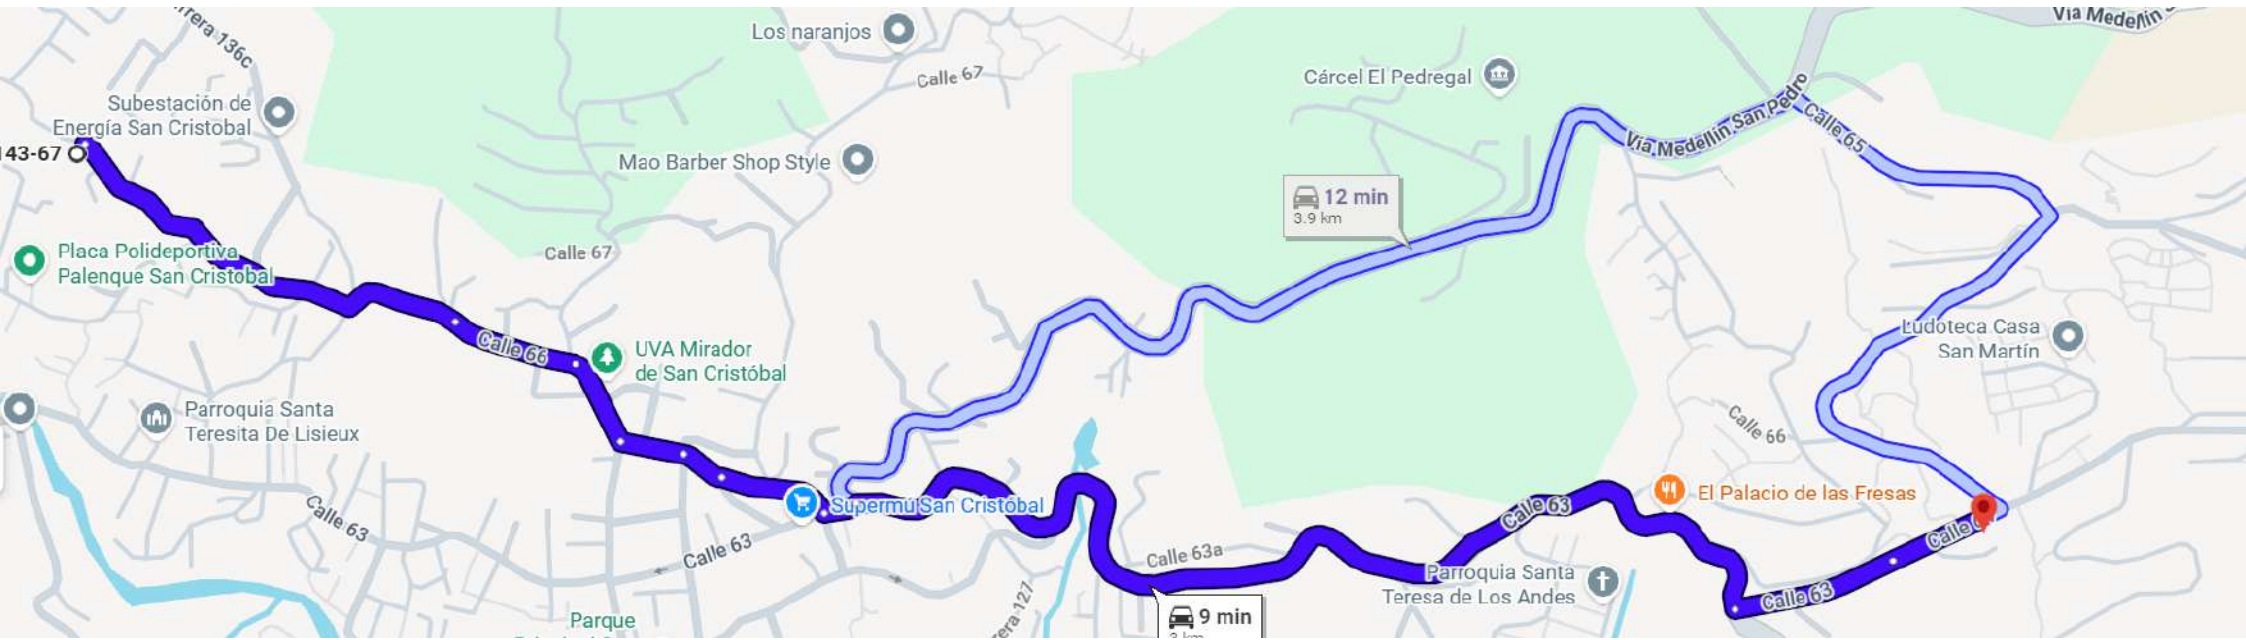 Vía Medellín
Los naranjos
Calle 67
Cárcel El Pedregal
Subestación de
Energía San Cristobal
143-67
Mao Barber Shop Style
Vía Medellín San Pedro
Calle 65
12 min
3.9 km
Placa Polideportiva
Palenque San Cristobal
Calle 67
Calle 66
UVA Mirador
de San Cristóbal
Ludoteca Casa
San Martín
Parroquia Santa
Teresita De Lisieux
Calle 66
Calle 63
Supermu San Cristóbal
Calle 63
El Palacio de las Fresas
Calle 63
Calle
Calle 63a
Parroquia Santa
Teresa de Los Andes
Calle 63
9 min
3 km
Parque